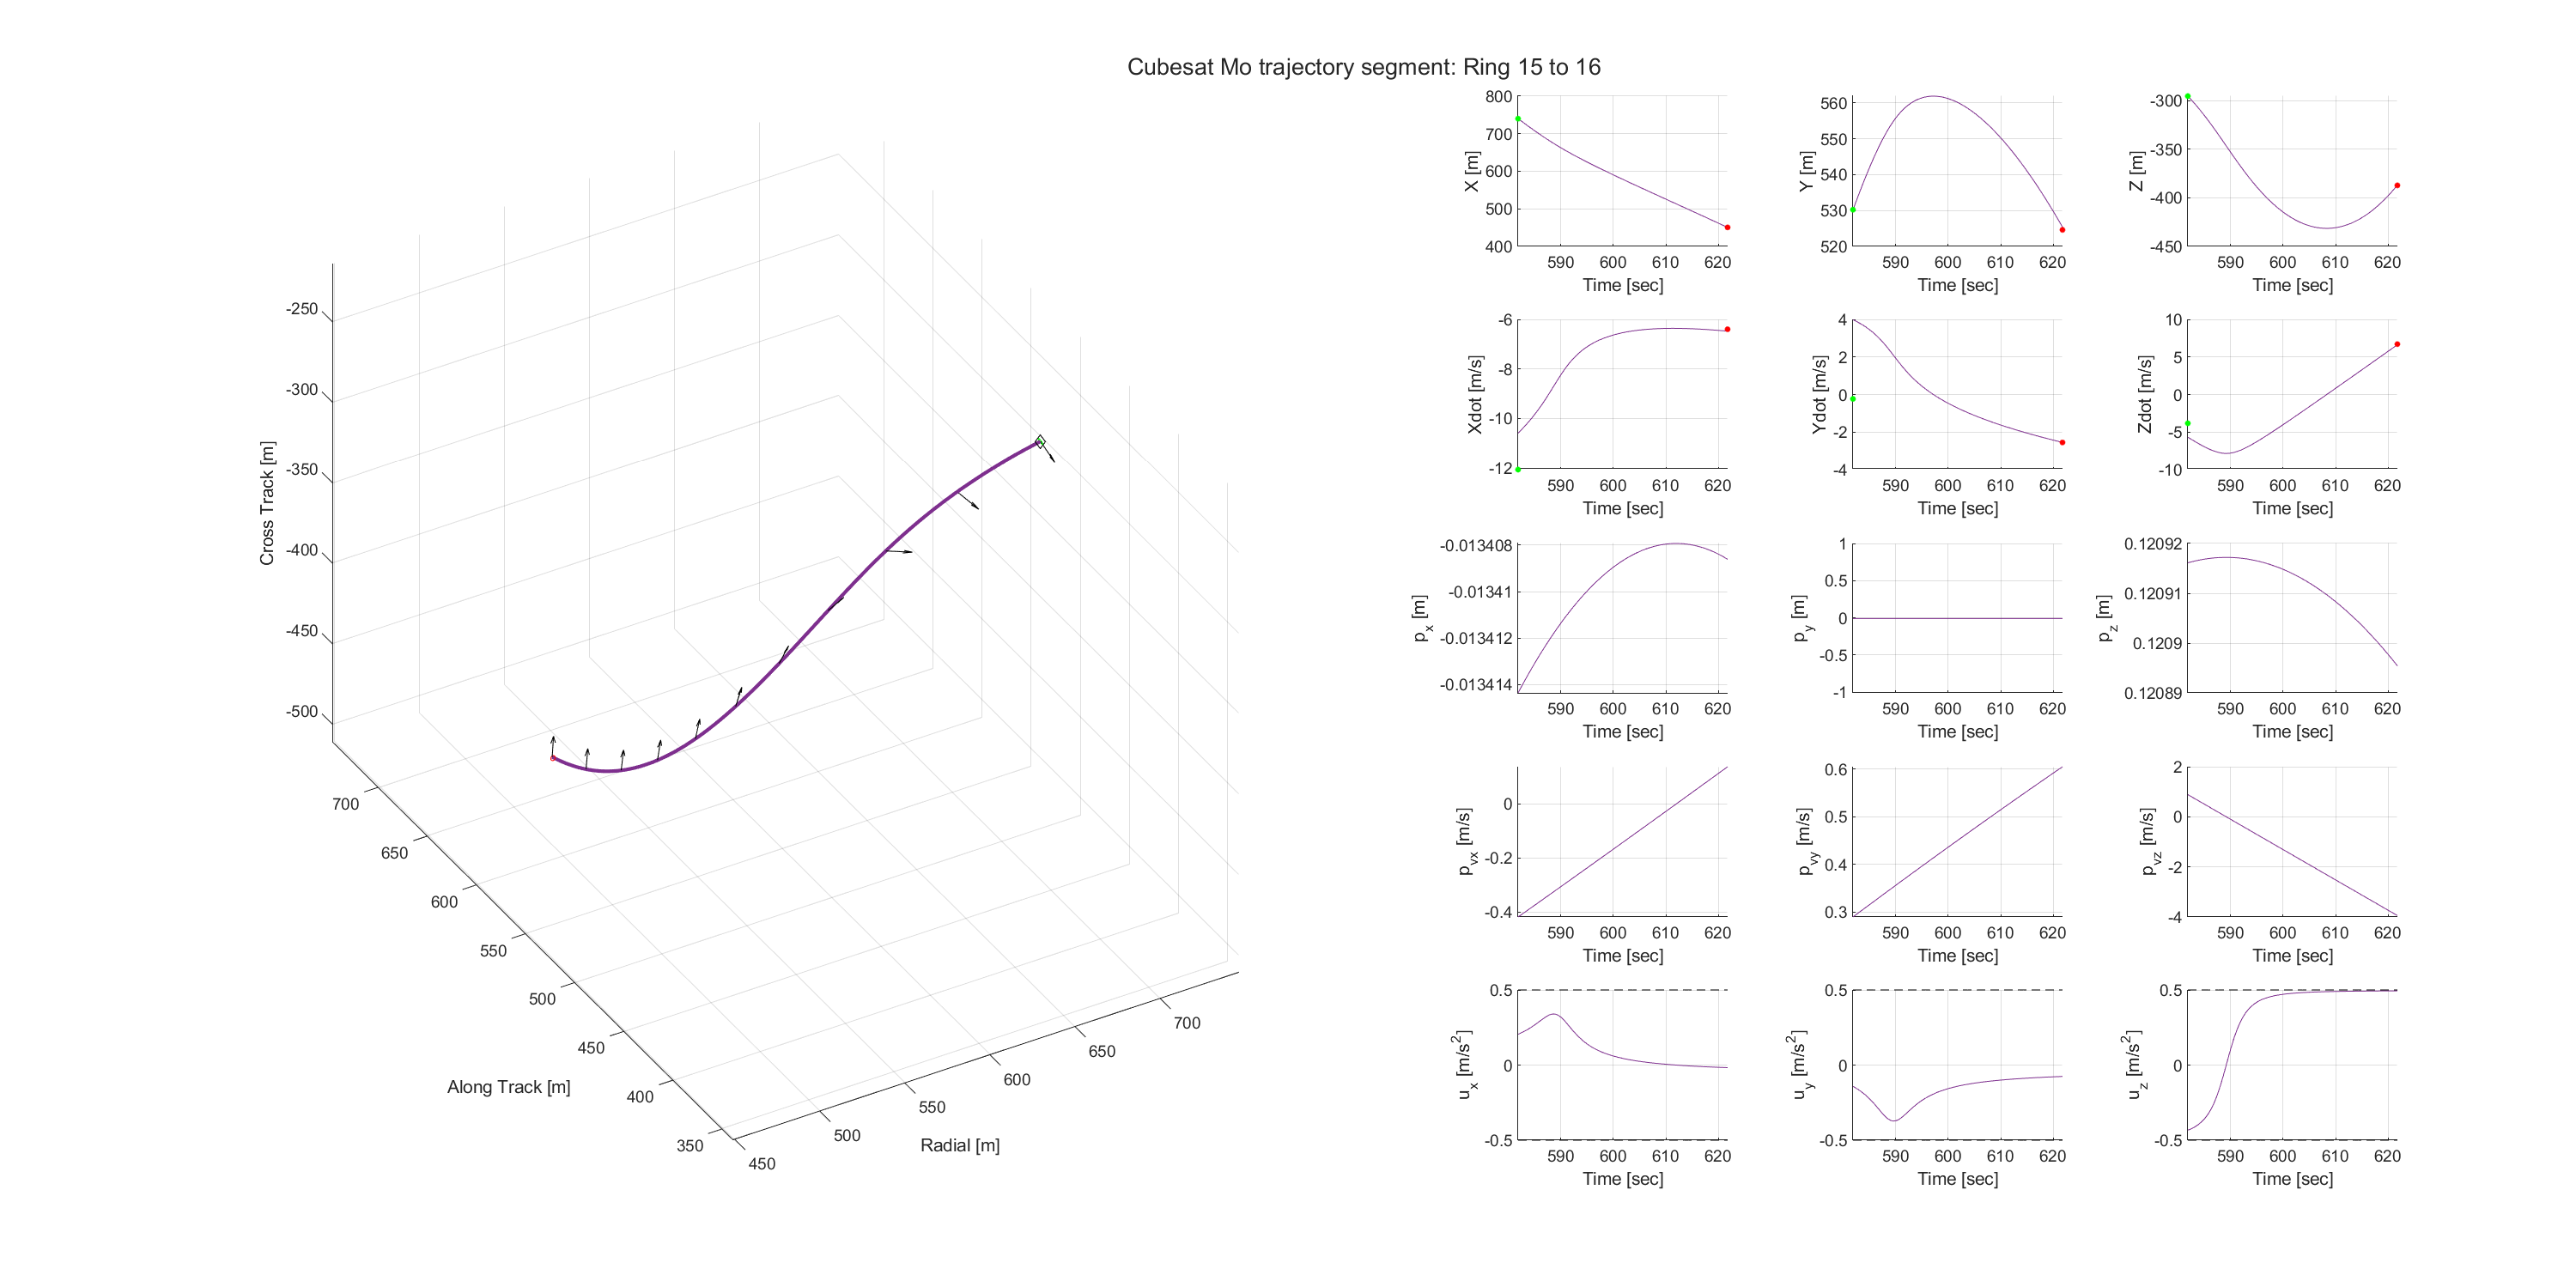 Cubesat Mo trajectory segment: Ring 15 to 16
-250
-300
-350
-400
-450
-500
Cross Track [m]
700
650
600
550
500
450
400
350
Along Track [m]
450
500
550
600
650
700
Radial [m]
800
700
600
500
400
X [m]
590 600 610 620
Time [sec]
560
550
540
530
520
Y [m]
590 600 610 620
Time [sec]
-300
-350
-400
-450
Z [m]
590 600 610 620
Time [sec]
-6
-8
-10
-12
Xdot [m/s]
590 600 610 620
Time [sec]
4
2
0
-2
-4
Ydot [m/s]
590 600 610 620
Time [sec]
10
5
0
-5
-10
Zdot [m/s]
590 600 610 620
Time [sec]
-0.013408
-0.01341
-0.013412
-0.013414
p_x [m]
590 600 610 620
Time [sec]
1
0.5
0
-0.5
-1
p_y [m]
590 600 610 620
Time [sec]
0.12092
0.12091
0.1209
0.12089
p_z [m]
590 600 610 620
Time [sec]
0
-0.2
-0.4
p_vx [m/s]
590 600 610 620
Time [sec]
0.6
0.5
0.4
0.3
p_vy [m/s]
590 600 610 620
Time [sec]
2
0
-2
-4
p_vz [m/s]
590 600 610 620
Time [sec]
0.5
0
-0.5
u_x [m/s²]
590 600 610 620
Time [sec]
0.5
0
-0.5
u_y [m/s²]
590 600 610 620
Time [sec]
0.5
0
-0.5
u_z [m/s²]
590 600 610 620
Time [sec]